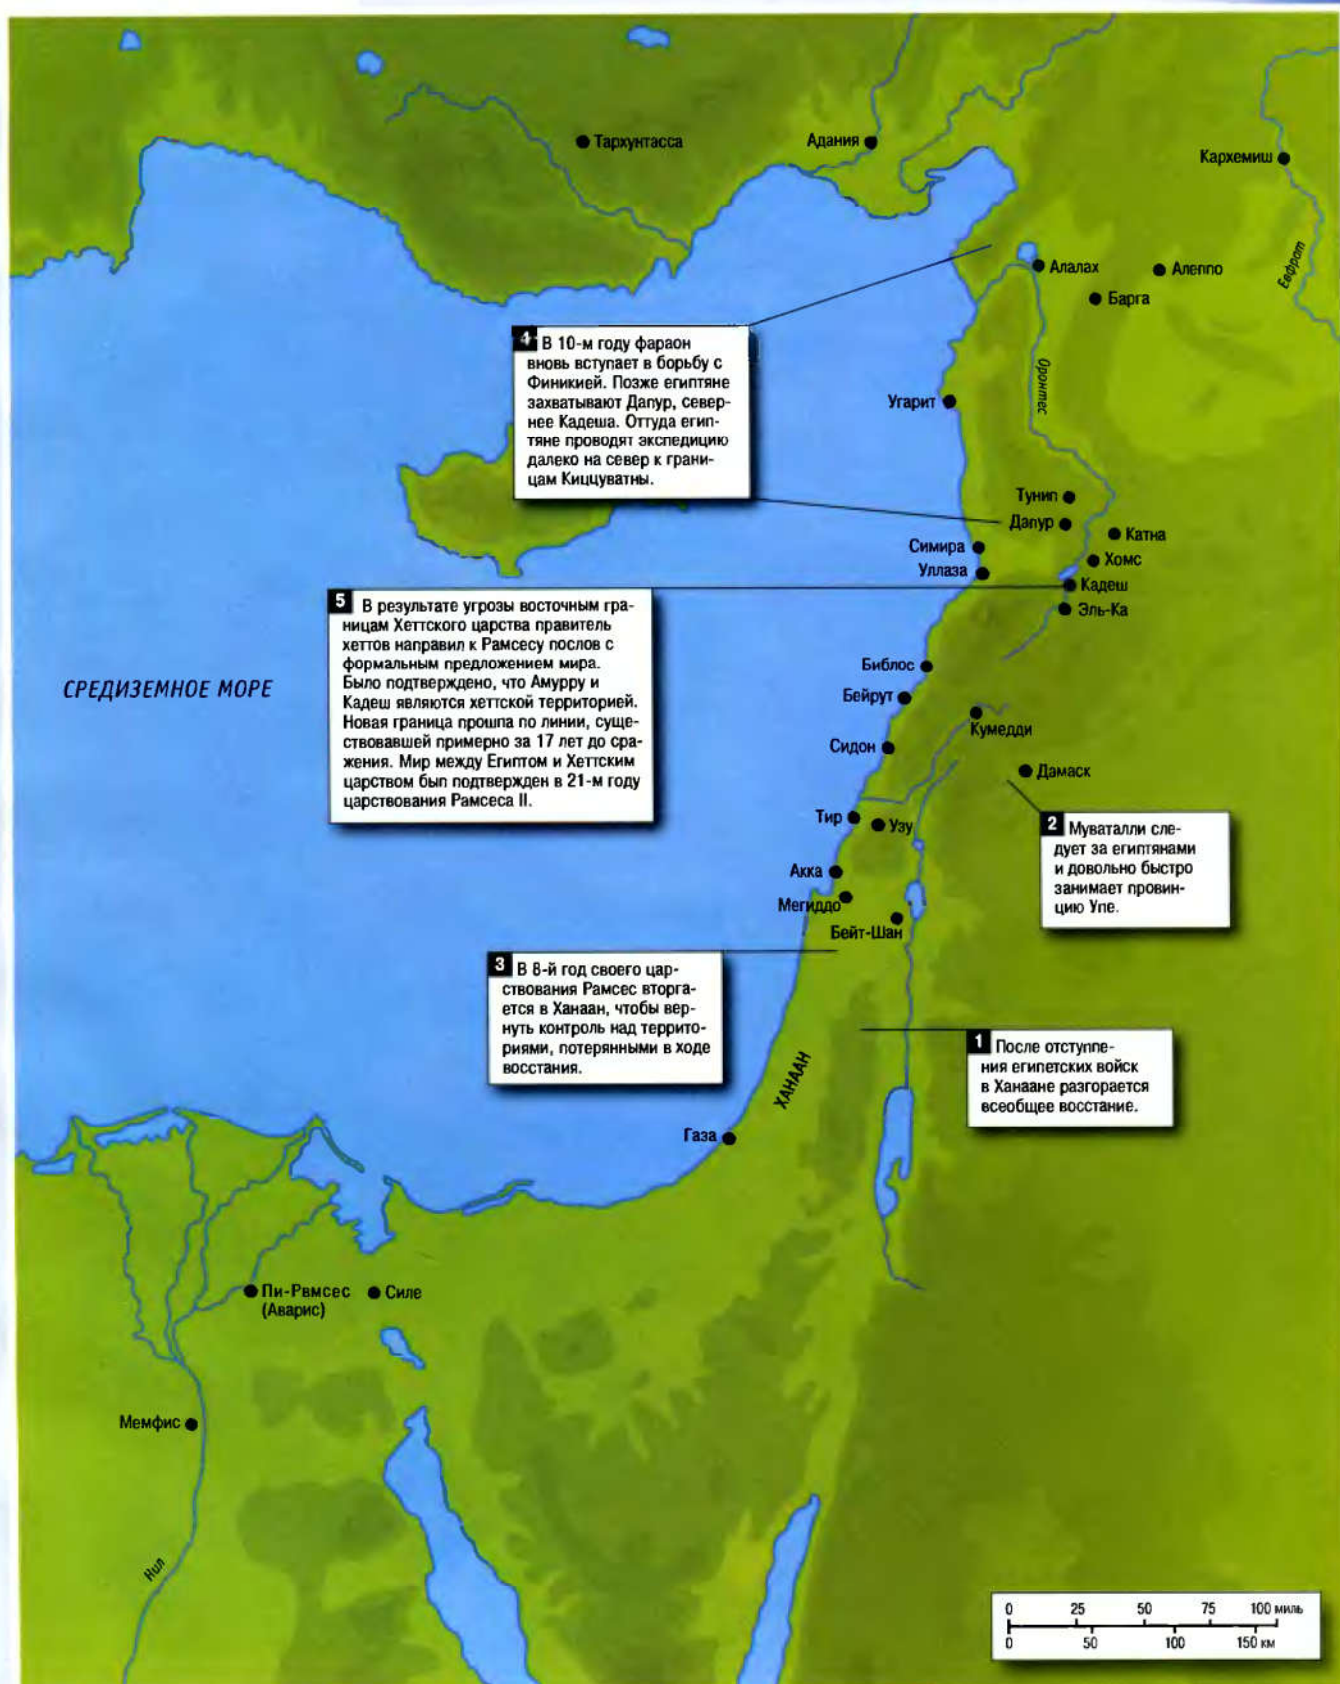 Тархунтасса
Адания
Кархемиш
Евфрат
Алалах
Алеппо
Барга
4 В 10-м году фараон
вновь вступает в борьбу с
Финикией. Позже египтяне
захватывают Дапур, север-
нее Кадеша. Оттуда егип-
тяне проводят экспедицию
далеко на север к грани-
цам Киццуватны.
Оронтес
Угарит
Тунип
Дапур
Катна
Симира
Хомс
Уллаза
Кадеш
Эль-Ка
5 В результате угрозы восточным гра-
ницам Хеттского царства правитель
хеттов направил к Рамсесу послов с
формальным предложением мира.
Было подтверждено, что Амурру и
Кадеш являются хеттской территорией.
Новая граница прошла по линии, суще-
ствовавшей примерно за 17 лет до сра-
жения. Мир между Египтом и Хеттским
царством был подтвержден в 21-м году
царствования Рамсеса II.
СРЕДИЗЕМНОЕ МОРЕ
Библос
Бейрут
Кумедди
Сидон
Дамаск
Тир
Узу
2 Муваталли сле-
дует за египтянами
и довольно быстро
занимает провин-
цию Упе.
Акка
Мегиддо
Бейт-Шан
3 В 8-й год своего цар-
ствования Рамсес вторга-
ется в Ханаан, чтобы вер-
нуть контроль над террито-
риями, потерянными в ходе
восстания.
1 После отступле-
ния египетских войск
в Ханаане разгорается
всеобщее восстание.
ХАНААН
Газа
Пи-Рвмсес
(Аварис)
Силе
Мемфис
Нил
0 25 50 75 100 миль
0 50 100 150 км